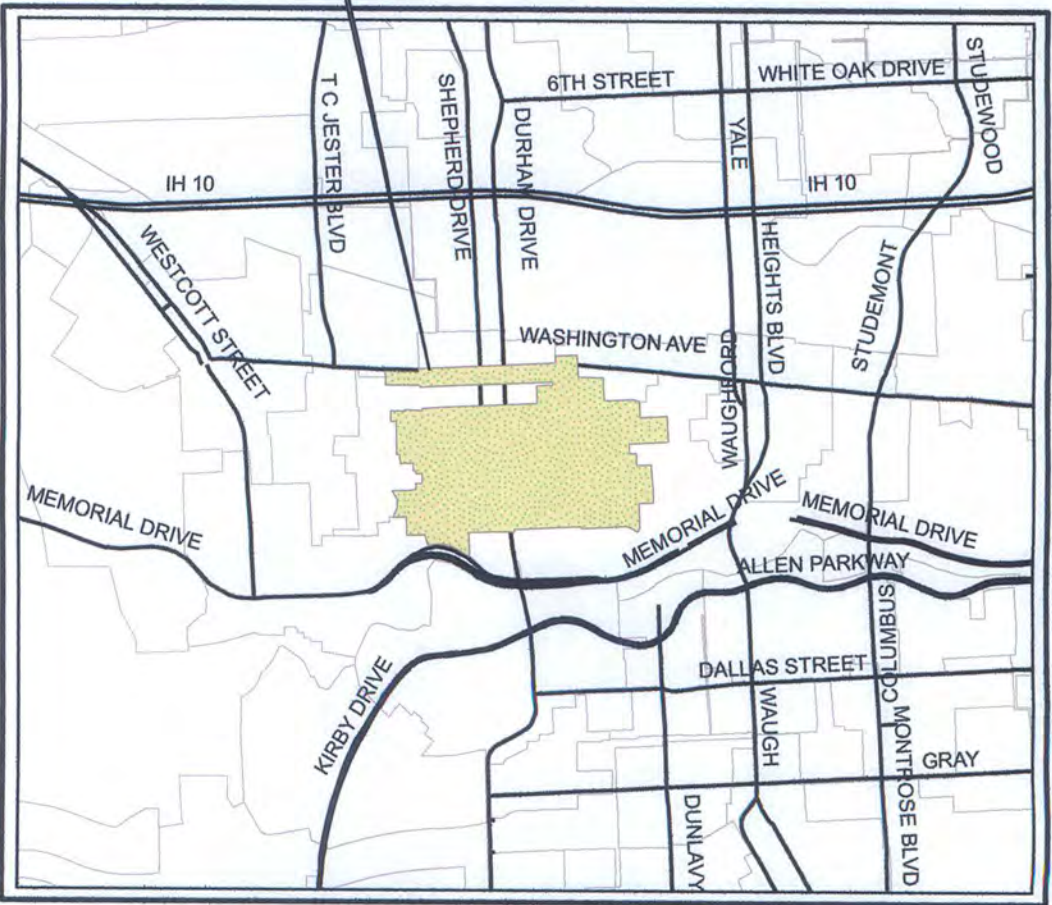 6TH STREET
WHITE OAK DRIVE
STUDEWOOD
T C JESTER BLVD
SHEPHERD DRIVE
DURHAM DRIVE
YALE
IH 10
IH 10
WESTCOTT STREET
HEIGHTS BLVD
STUDEMONT
WASHINGTON AVE
WAUGHFORD
MEMORIAL DRIVE
MEMORIAL DRIVE
MEMORIAL DRIVE
ALLEN PARKWAY
COLUMBUS
DALLAS STREET
KIRBY DRIVE
WAUGH
MONTROSE BLVD
GRAY
DUNLAVY